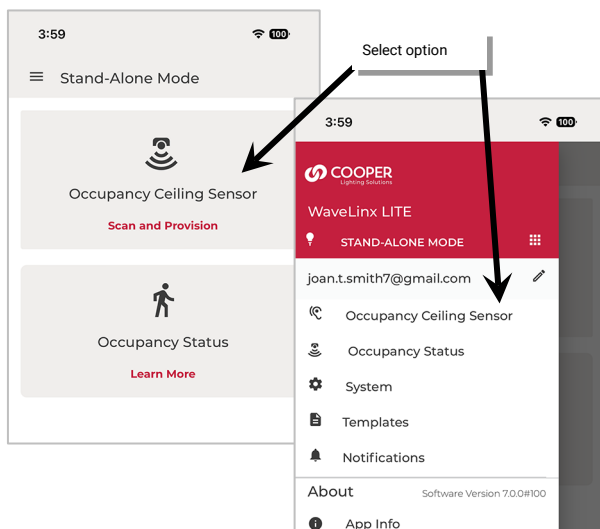 3:59
100
Stand-Alone Mode
Occupancy Ceiling Sensor
Scan and Provision
Occupancy Status
Learn More
Select option
3:59
100
COOPER
Lighting Solutions
WaveLinx LITE
STAND-ALONE MODE
joan.t.smith7@gmail.com
Occupancy Ceiling Sensor
Occupancy Status
System
Templates
Notifications
About Software Version 7.0.0#100
App Info